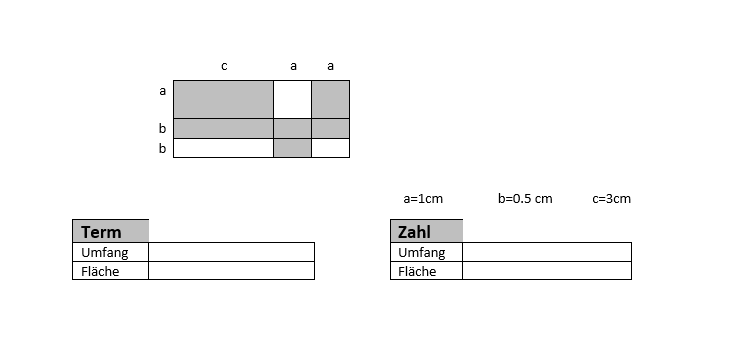 c a a
a
b
b
a=1cm b=0.5 cm c=3cm
Term Zahl
Umfang Umfang
Fläche Fläche